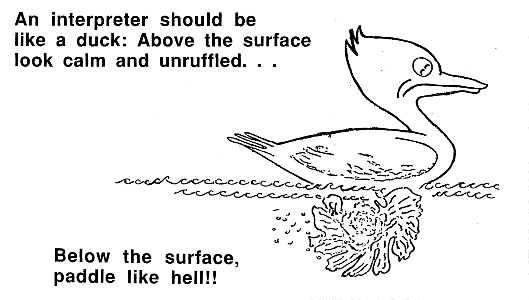 An interpreter should be
like a duck: Above the surface
look calm and unruffled. . .
Below the surface,
paddle like hell!!